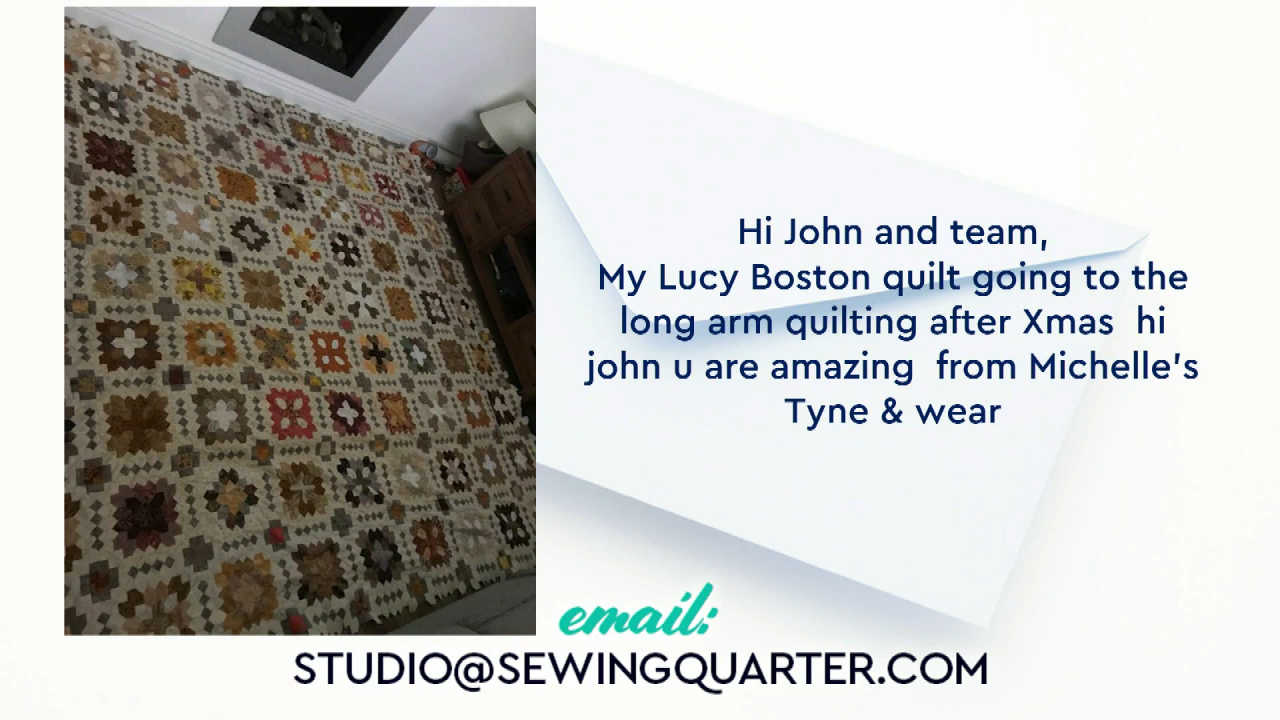 Hi John and team,
My Lucy Boston quilt going to the
long arm quilting after Xmas  hi
john u are amazing  from Michelle's
Tyne & wear
email:
STUDIO@SEWINGQUARTER.COM